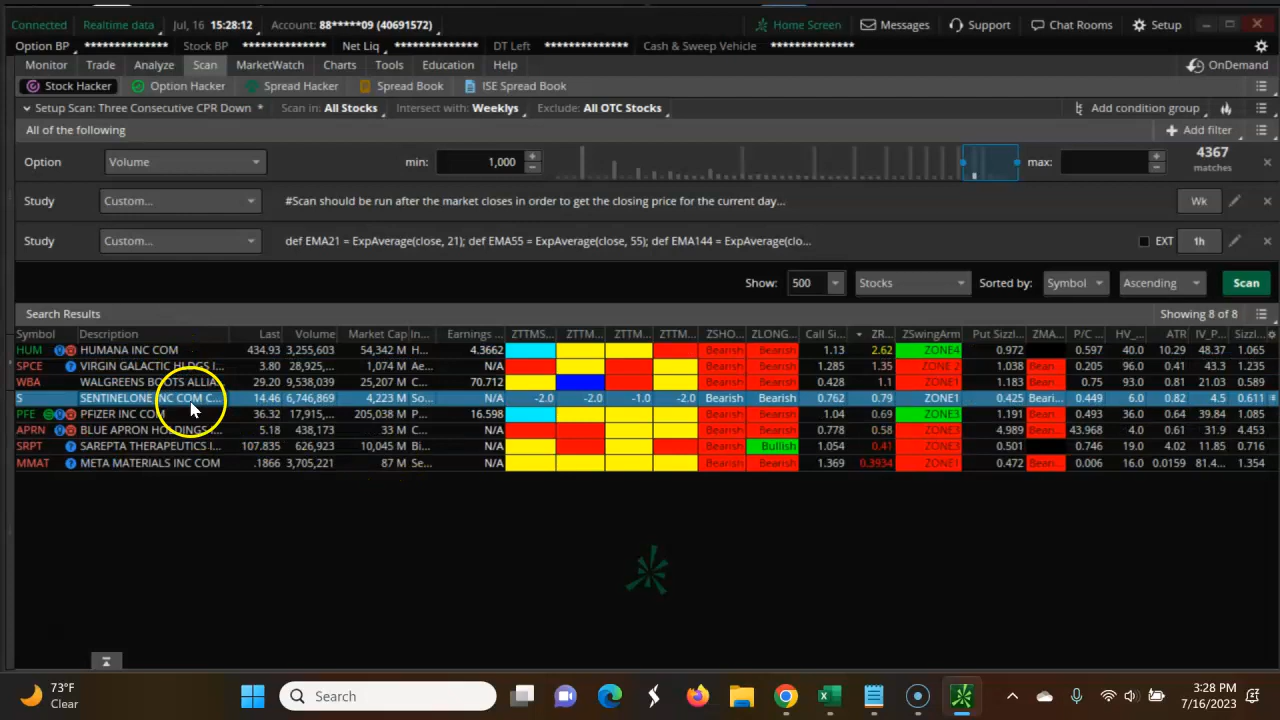 Connected Realtime data Jul, 16 15:28:12 Account: 88*****09 (40691572) Home Screen Messages Support Chat Rooms Setup
Option BP ************** Stock BP ************** Net Liq ************** DT Left ************** Cash & Sweep Vehicle **************
Monitor Trade Analyze Scan MarketWatch Charts Tools Education Help OnDemand
Stock Hacker Option Hacker Spread Hacker Spread Book ISE Spread Book
Setup Scan: Three Consecutive CPR Down * Scan in: All Stocks Intersect with: Weeklys Exclude: All OTC Stocks Add condition group
All of the following Add filter
Option Volume min: 1,000 max: 4367 matches
Study Custom... #Scan should be run after the market closes in order to get the closing price for the current day... Wk
Study Custom... def EMA21 = ExpAverage(close, 21); def EMA55 = ExpAverage(close, 55); def EMA144 = ExpAverage(clo... EXT 1h
Show: 500 Stocks Sorted by: Symbol Ascending Scan
Search Results Showing 8 of 8
Symbol Description Last Volume Market Cap In... Earnings ... ZTTMS... ZTTM... ZTTM... ZTTM... ZSHO... ZLONG... Call Si... ZR... ZSwingArm Put Sizzl... ZMA... P/C ... HV_... ATR IV_P... Sizzl...
HUM HUMANA INC COM 434.93 3,255,603 54,342 M H... 4.3662 Bearish Bearish 1.13 2.62 ZONE4 0.972 0.597 40.0 10.29 48.37 1.065
SPCE VIRGIN GALACTIC HLDGS I... 3.80 28,925,... 1,074 M Ae... N/A Bearish Bearish 1.285 1.35 ZONE 2 1.038 Bean... 0.205 96.0 0.41 43.3 1.235
WBA WALGREENS BOOTS ALLIA... 29.20 9,538,039 25,207 M C... 70.712 Bearish Bearish 0.428 1.1 ZONE1 1.183 Bean... 0.75 93.0 0.81 21.03 0.589
S SENTINELONE INC COM C... 14.46 6,746,869 4,223 M So... N/A -2.0 -2.0 -1.0 -2.0 Bearish Bearish 0.762 0.79 ZONE1 0.425 Beari... 0.449 6.0 0.82 4.5 0.611
PFE PFIZER INC COM 36.32 17,915,... 205,038 M P... 16.598 Bearish Bearish 1.04 0.69 ZONE3 1.191 Bean... 0.493 36.0 0.64 39.84 1.085
APRN BLUE APRON HOLDINGS I... 5.18 438,173 33 M C... N/A Bearish Bearish 0.778 0.58 ZONE3 4.989 Bean... 43.968 4.0 0.61 31.9 4.453
SRPT SAREPTA THERAPEUTICS I... 107.835 626,923 10,045 M Bi... N/A Bearish Bullish 1.054 0.41 ZONE3 0.501 0.746 19.0 4.02 11.85 0.716
MMAT META MATERIALS INC COM .1866 3,705,221 87 M Se... N/A Bearish Bearish 1.369 0.3934 ZONE1 0.472 Bean... 0.006 16.0 0.0159 81.4... 1.354
73°F
Clear
Search
3:28 PM
7/16/2023